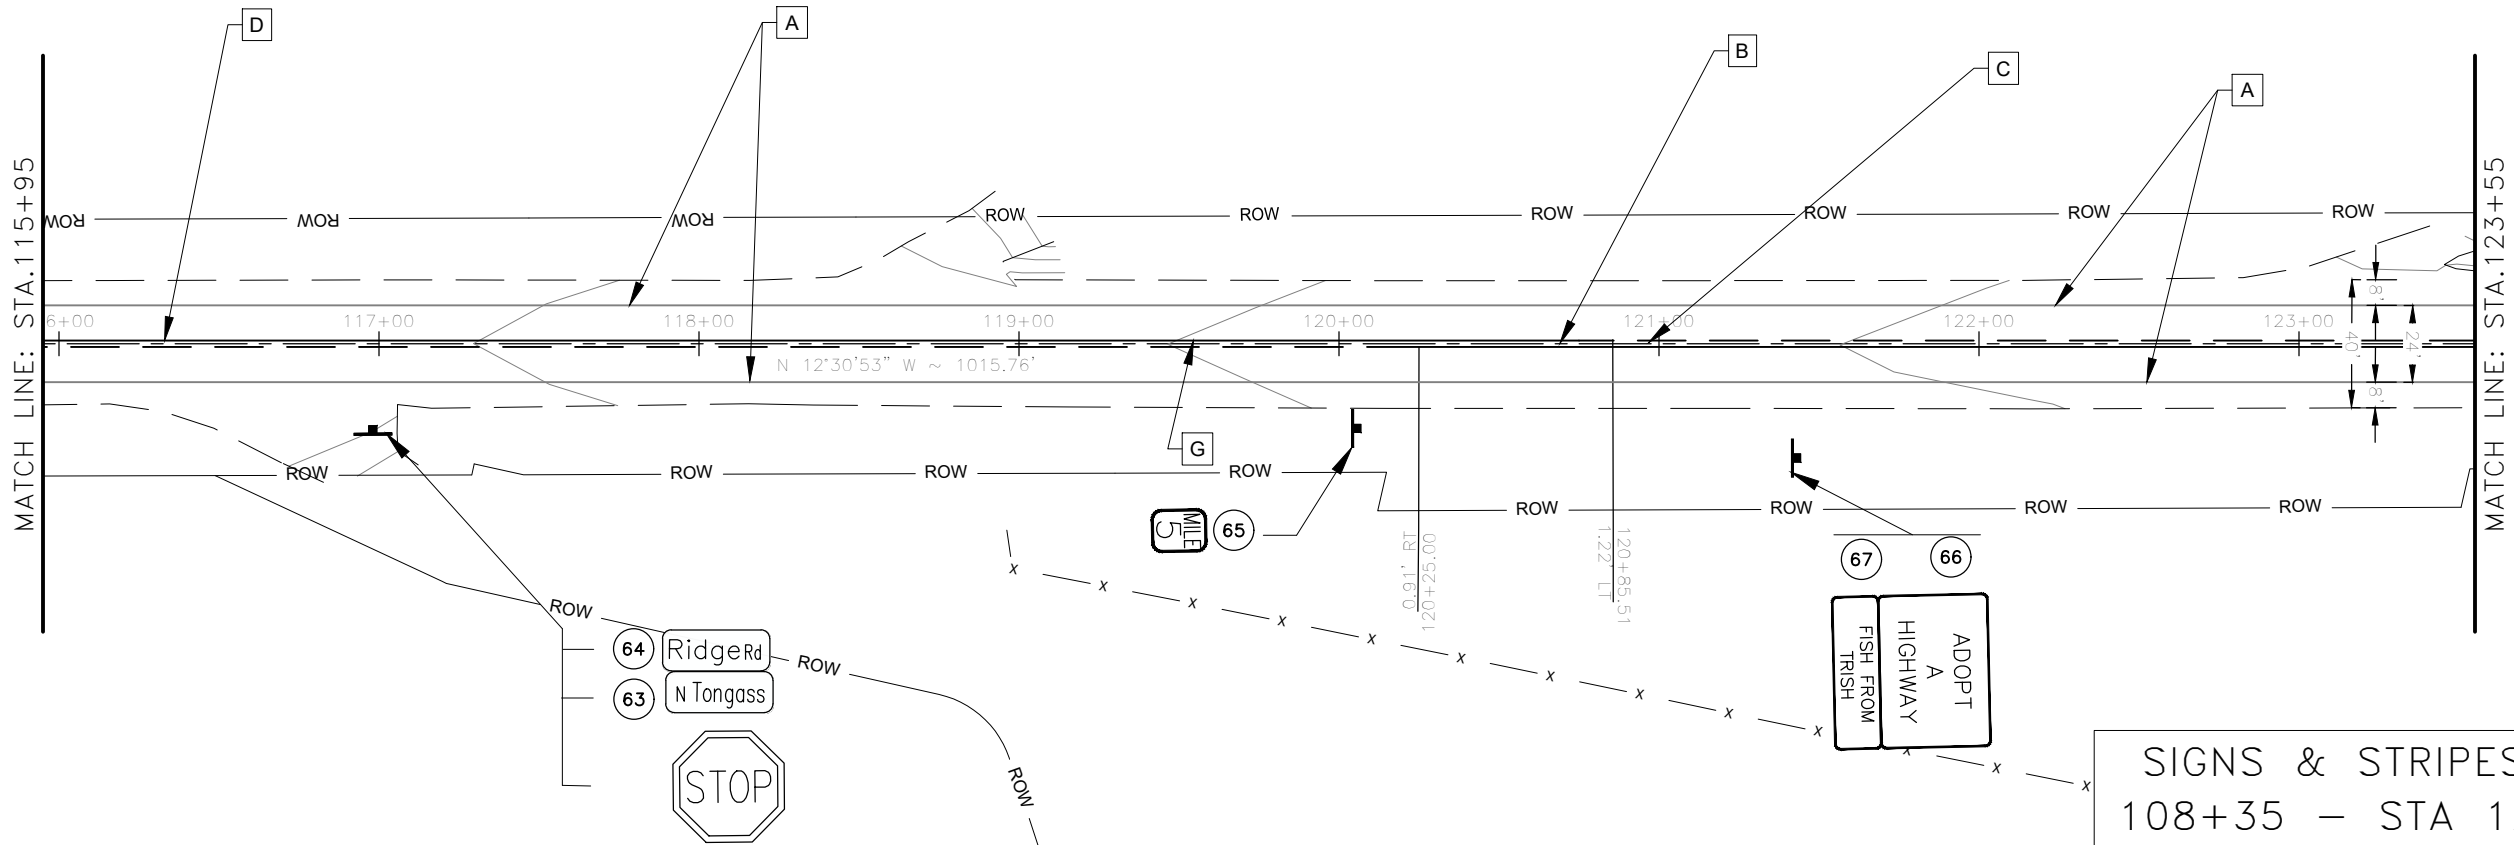 D
A
B
C
A
MATCH LINE: STA.115+95
MATCH LINE: STA.123+55
ROW
ROW
ROW
ROW
ROW
ROW
ROW
ROW
ROW
6+00
117+00
118+00
119+00
120+00
121+00
122+00
123+00
N 12°30'53" W ~ 1015.76'
8'
40'
24'
8'
G
ROW
ROW
ROW
ROW
ROW
ROW
ROW
ROW
MILE
5
65
0.91' RT
120+25.00
120+85.51
1.22' LT
67
66
x
x
x
x
x
x
x
x
x
x
x
x
x
ROW
ROW
ROW
64
Ridge Rd
63
N Tongass
STOP
ADOPT
A
HIGHWAY
FISH FROM
TRISH
SIGNS & STRIPES
108+35 - STA 1